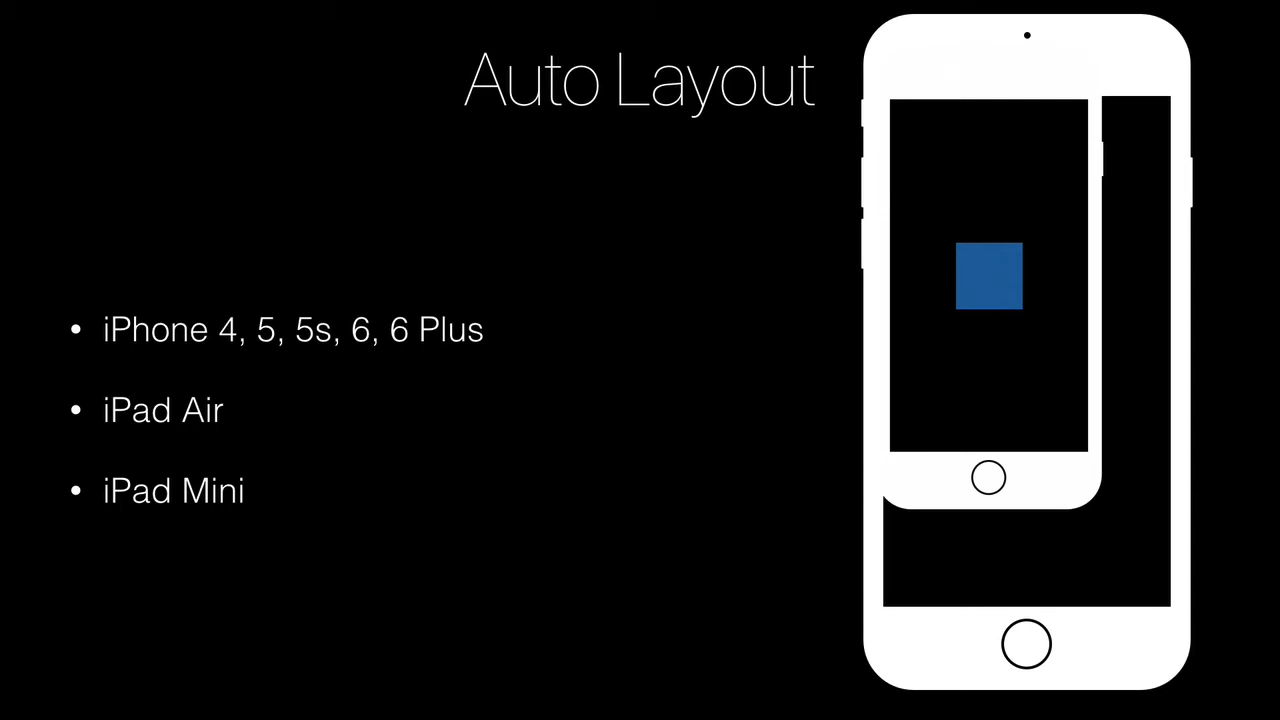 Auto Layout
• iPhone 4, 5, 5s, 6, 6 Plus
• iPad Air
• iPad Mini